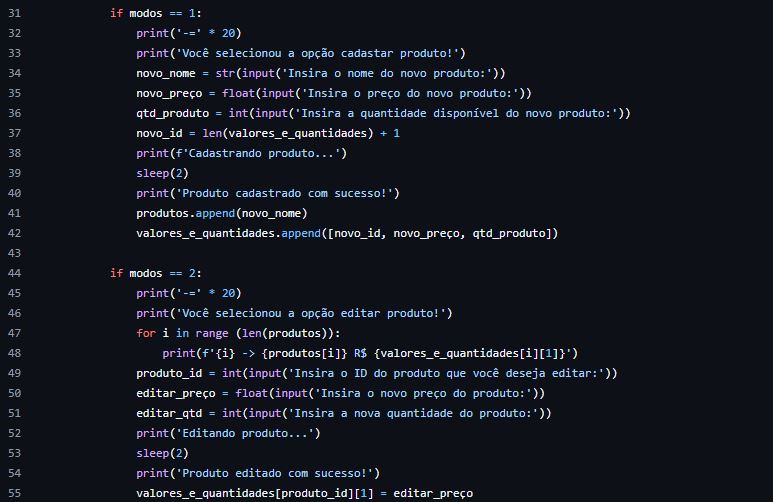 31 if modos == 1:
32 print('-=' * 20)
33 print('Você selecionou a opção cadastar produto!')
34 novo_nome = str(input('Insira o nome do novo produto:'))
35 novo_preço = float(input('Insira o preço do novo produto:'))
36 qtd_produto = int(input('Insira a quantidade disponível do novo produto:'))
37 novo_id = len(valores_e_quantidades) + 1
38 print(f'Cadastrando produto...')
39 sleep(2)
40 print('Produto cadastrado com sucesso!')
41 produtos.append(novo_nome)
42 valores_e_quantidades.append([novo_id, novo_preço, qtd_produto])
43
44 if modos == 2:
45 print('-=' * 20)
46 print('Você selecionou a opção editar produto!')
47 for i in range (len(produtos)):
48 print(f'{i} -> {produtos[i]} R$ {valores_e_quantidades[i][1]}')
49 produto_id = int(input('Insira o ID do produto que você deseja editar:'))
50 editar_preço = float(input('Insira o novo preço do produto:'))
51 editar_qtd = int(input('Insira a nova quantidade do produto:'))
52 print('Editando produto...')
53 sleep(2)
54 print('Produto editado com sucesso!')
55 valores_e_quantidades[produto_id][1] = editar_preço